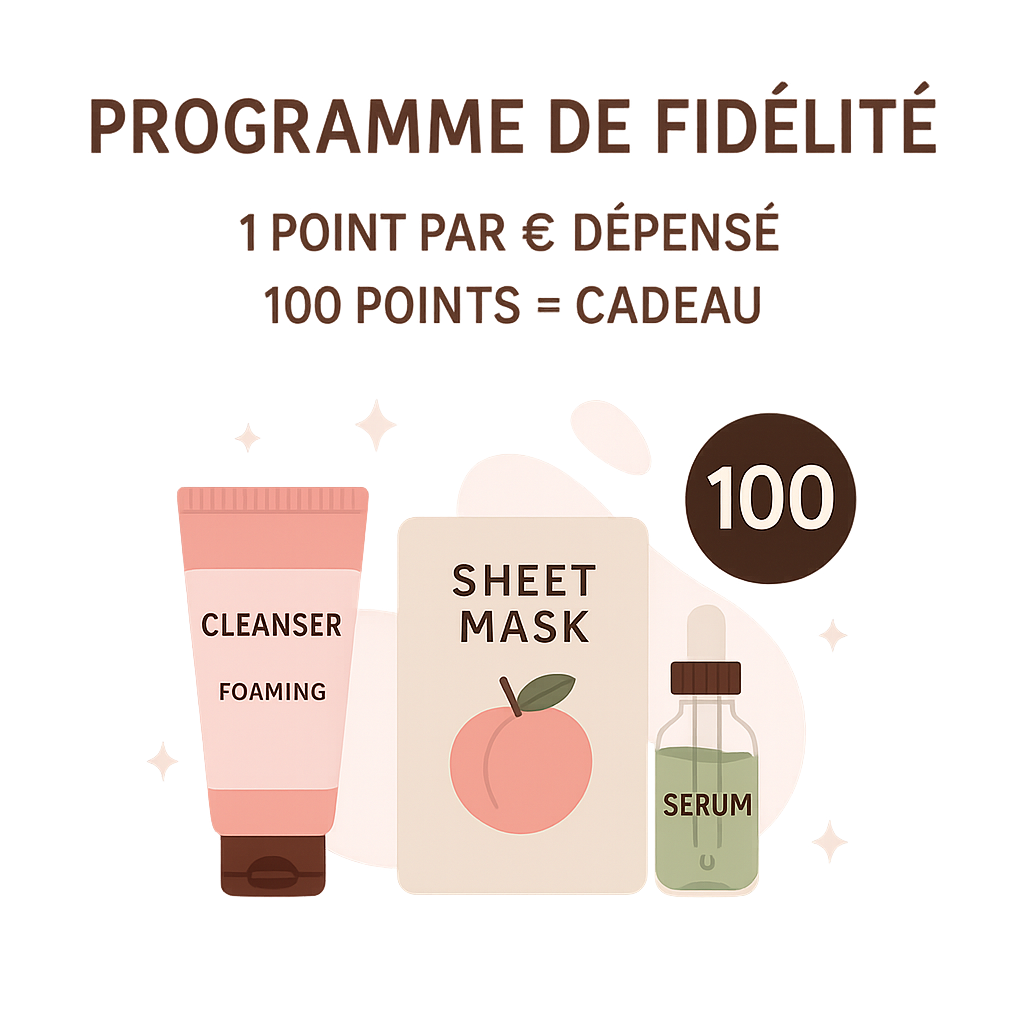 PROGRAMME DE FIDÉLITÉ
1 POINT PAR € DÉPENSÉ
100 POINTS = CADEAU
100
CLEANSER
FOAMING
SHEET
MASK
SERUM